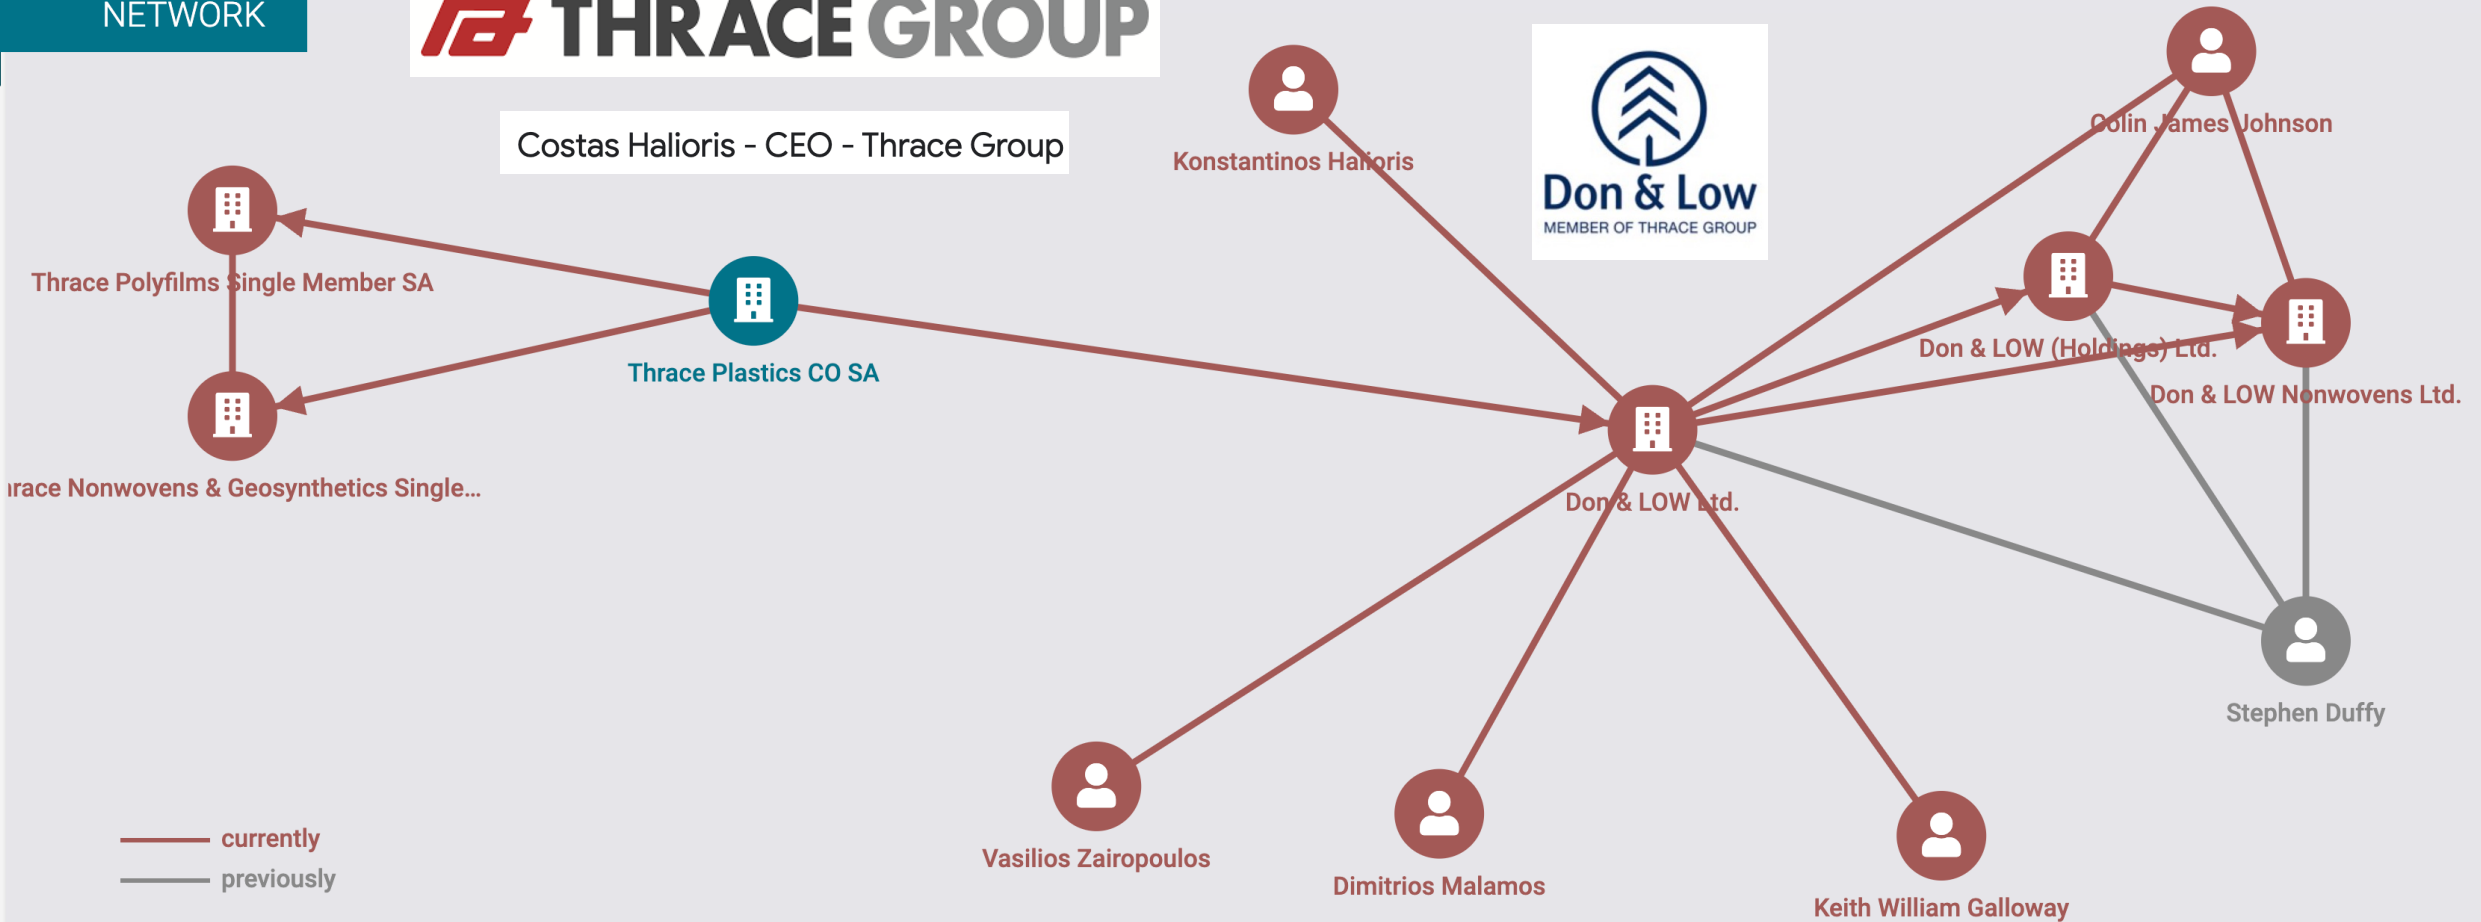 NETWORK
THRACE GROUP
Costas Halioris - CEO - Thrace Group
Konstantinos Halioris
Don & Low
MEMBER OF THRACE GROUP
Colin James Johnson
Thrace Polyfilms Single Member SA
Thrace Plastics CO SA
Don & LOW (Holdings) Ltd.
Don & LOW Nonwovens Ltd.
hrace Nonwovens & Geosynthetics Single...
Don & LOW Ltd.
Stephen Duffy
currently
previously
Vasilios Zairopoulos
Dimitrios Malamos
Keith William Galloway